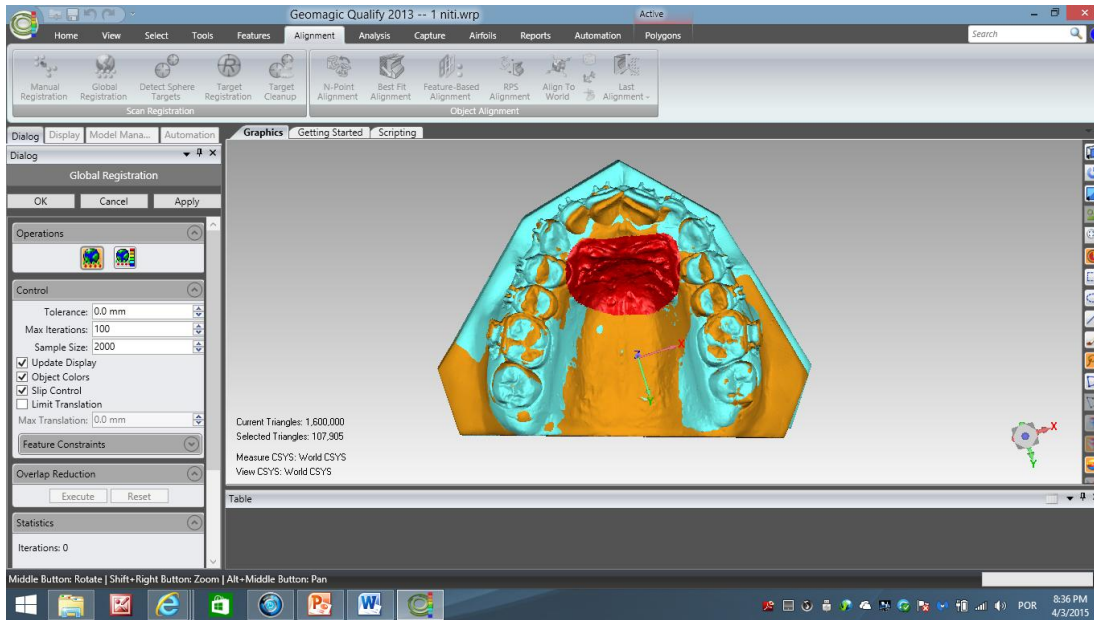 Geomagic Qualify 2013 -- 1 niti.wrp
Active
Home View Select Tools Features Alignment Analysis Capture Airfoils Reports Automation Polygons
Search
Manual Registration
Global Registration
Detect Sphere Targets
Target Registration
Target Cleanup
N-Point Alignment
Best Fit Alignment
Feature-Based Alignment
RPS Alignment
Align To World
Last Alignment
Scan Registration
Object Alignment
Dialog Display Model Mana... Automation
Graphics Getting Started Scripting
Dialog
Global Registration
OK Cancel Apply
Operations
Control
Tolerance: 0.0 mm
Max Iterations: 100
Sample Size: 2000
Update Display
Object Colors
Slip Control
Limit Translation
Max Translation: 0.0 mm
Feature Constraints
Overlap Reduction
Execute Reset
Statistics
Iterations: 0
Z X
Y
Current Triangles: 1,600,000
Selected Triangles: 107,905
Measure CSYS: World CSYS
View CSYS: World CSYS
X
Y
Table
Middle Button: Rotate | Shift+Right Button: Zoom | Alt+Middle Button: Pan
POR
8:36 PM
4/3/2015